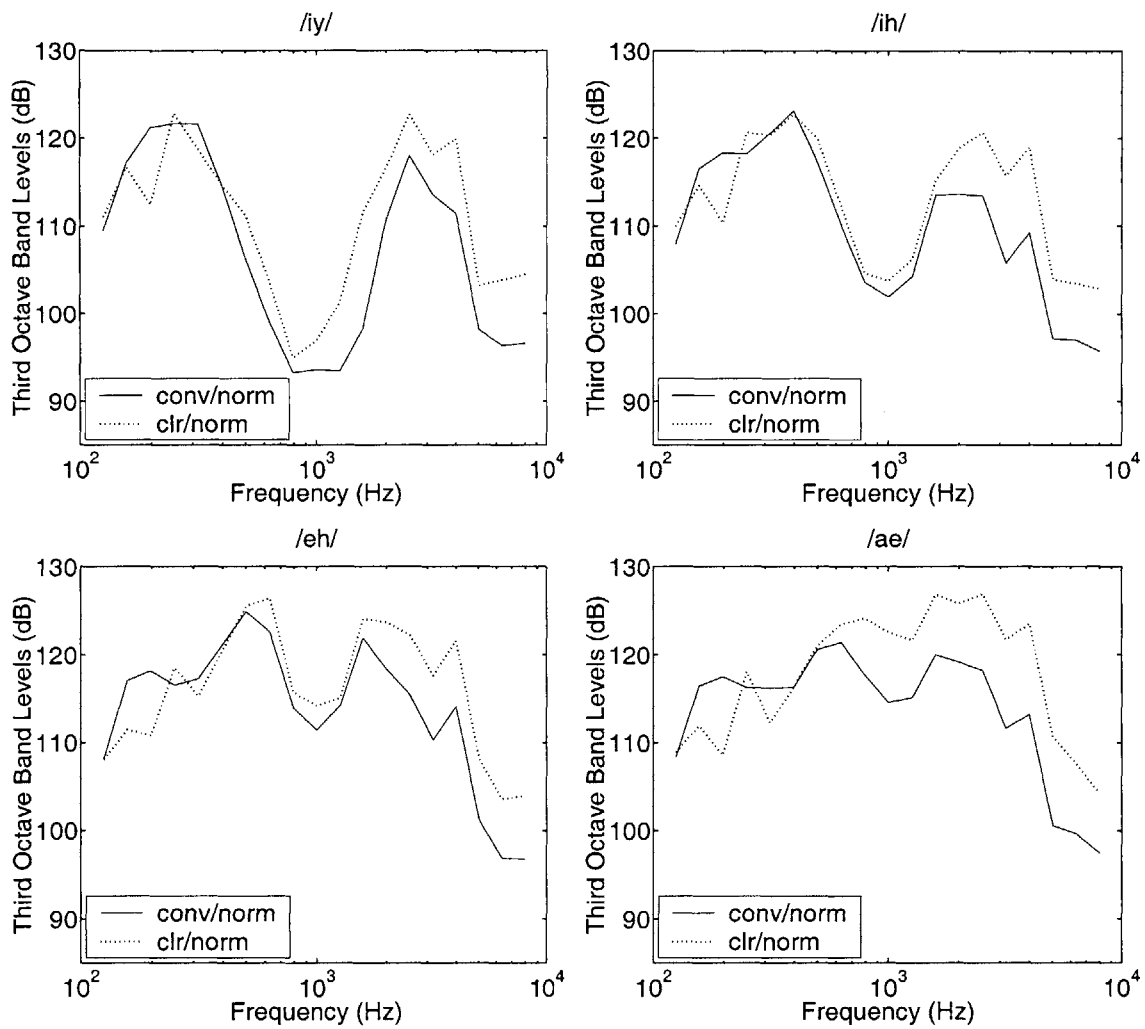 /iy/
130
120
110
100
90
Third Octave Band Levels (dB)
conv/norm
clr/norm
10^2
10^3
10^4
Frequency (Hz)
/ih/
130
120
110
100
90
Third Octave Band Levels (dB)
conv/norm
clr/norm
10^2
10^3
10^4
Frequency (Hz)
/eh/
130
120
110
100
90
Third Octave Band Levels (dB)
conv/norm
clr/norm
10^2
10^3
10^4
Frequency (Hz)
/ae/
130
120
110
100
90
Third Octave Band Levels (dB)
conv/norm
clr/norm
10^2
10^3
10^4
Frequency (Hz)